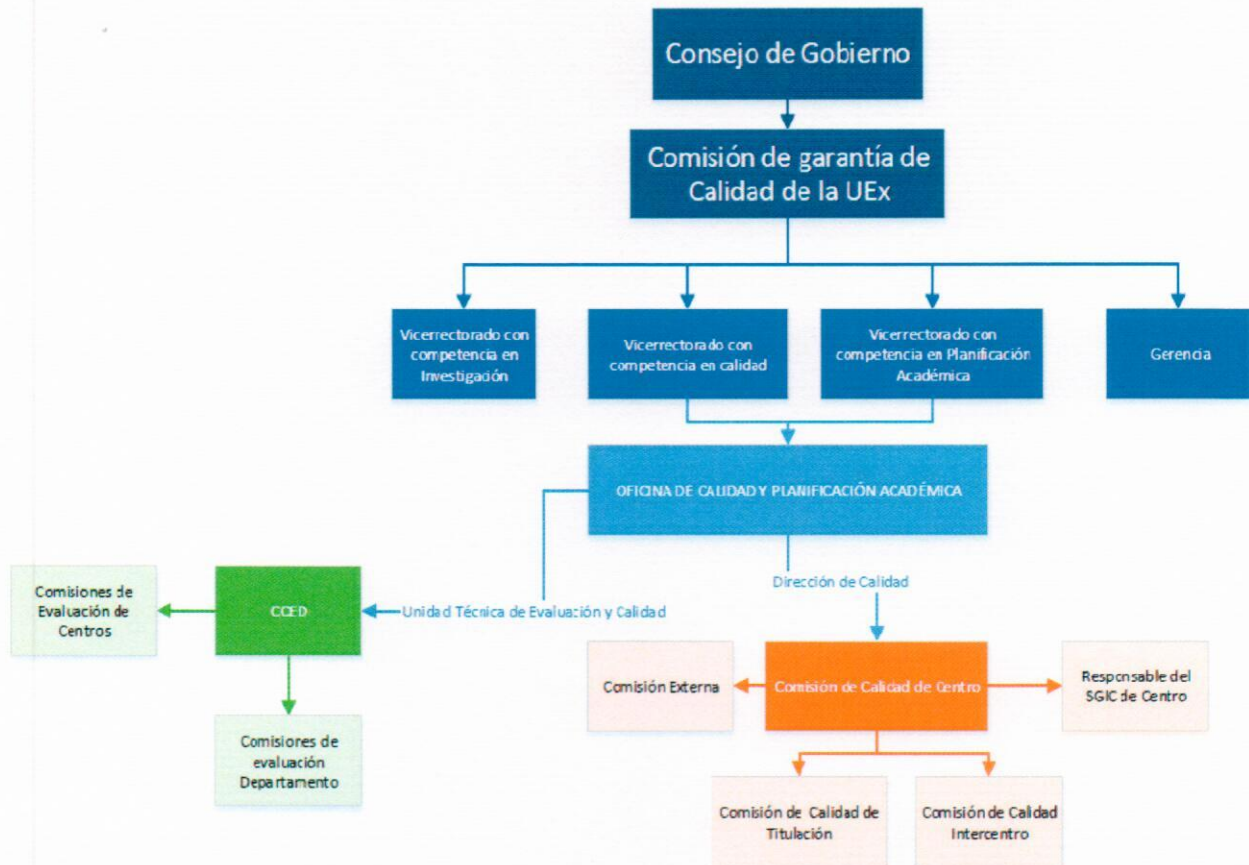 Consejo de Gobierno
Comisión de garantía de
Calidad de la UEx
Vicerrectorado con
competencia en
Investigación
Vicerrectorado con
competencia en calidad
Vicerrectorado con
competencia en Planificación
Académica
Gerencia
OFICINA DE CALIDAD Y PLANIFICACIÓN ACADÉMICA
Dirección de Calidad
Comisiones de
Evaluación de
Centros
CCED
Unidad Técnica de Evaluación y Calidad
Comisión Externa
Comisión de Calidad de Centro
Responsable del
SGIC de Centro
Comisiones de
evaluación
Departamento
Comisión de Calidad de
Titulación
Comisión de Calidad
Intercentro